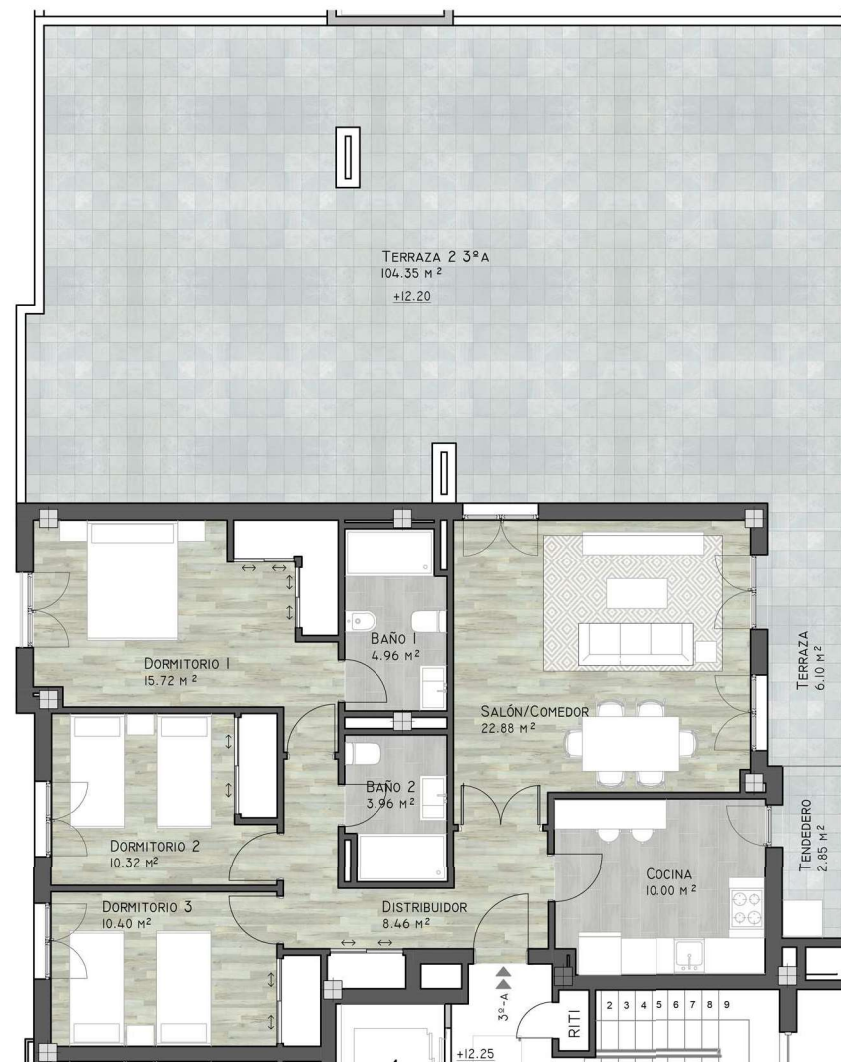 TERRAZA 2 3ºA
104.35 M²
+12.20
DORMITORIO 1
15.72 M²
BAÑO 1
4.96 M²
SALÓN/COMEDOR
22.88 M²
TERRAZA
6.10 M²
BAÑO 2
3.96 M²
DORMITORIO 2
10.32 M²
COCINA
10.00 M²
TENDEDERO
2.85 M²
DORMITORIO 3
10.40 M²
DISTRIBUIDOR
8.46 M²
3º-A
RITI
2 3 4 5 6 7 8 9
+12.25